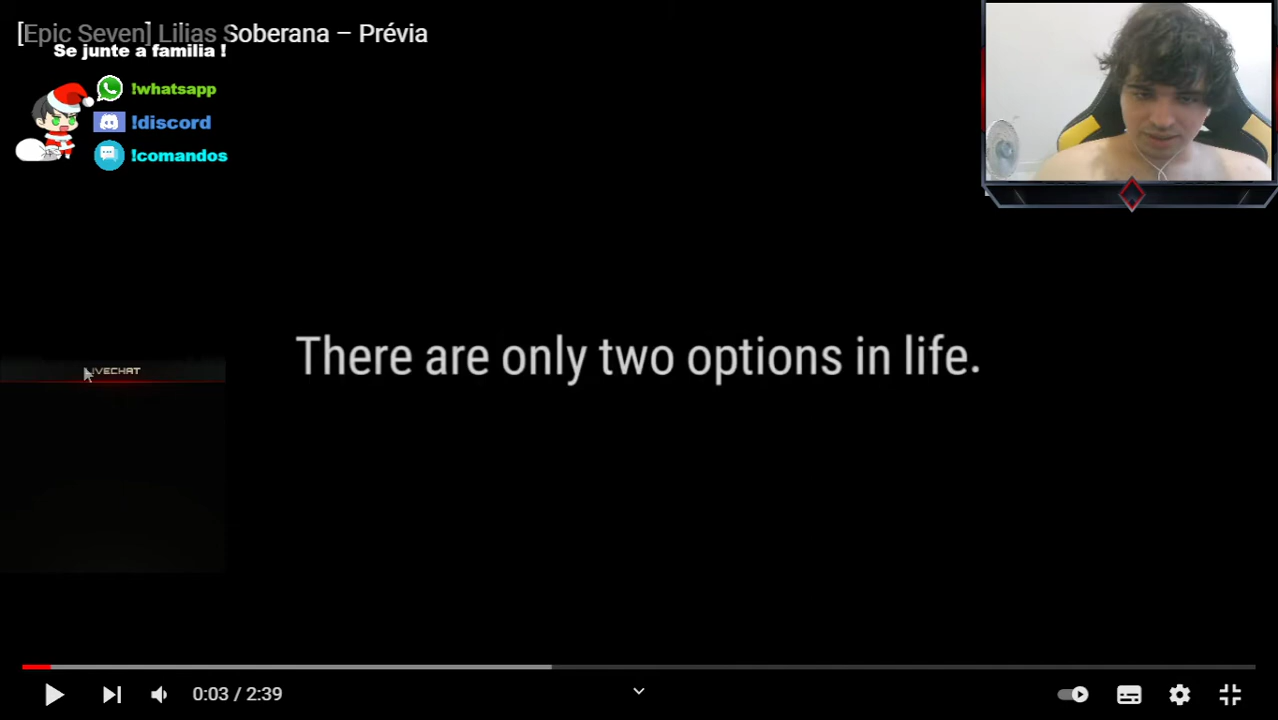 [Epic Seven] Lilias Soberana – Prévia
Se junte a familia !
!whatsapp
!discord
!comandos
There are only two options in life.
LIVECHAT
0:03 / 2:39